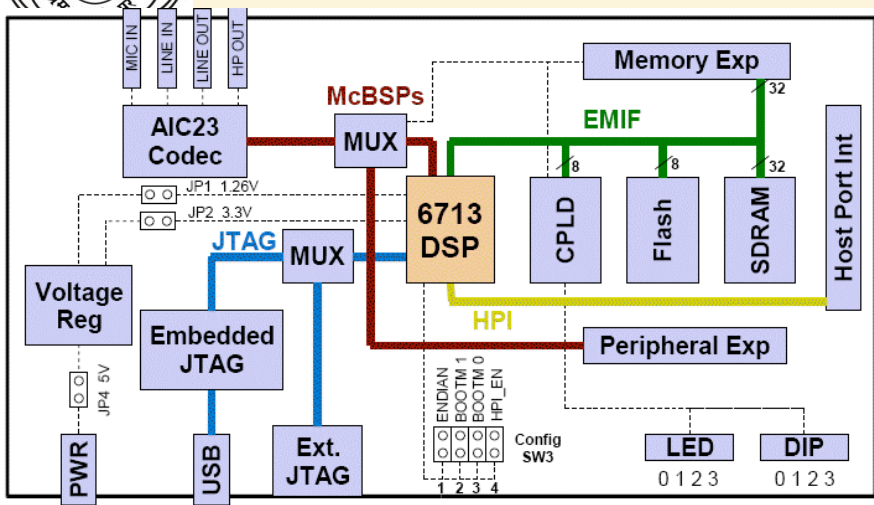 MIC IN
LINE IN
LINE OUT
HP OUT
Memory Exp
32
McBSPs
AIC23
Codec
MUX
EMIF
8
8
32
Host Port Int
JP1 1.26V
JP2 3.3V
6713
DSP
CPLD
Flash
SDRAM
JTAG
MUX
Voltage
Reg
HPI
Embedded
JTAG
Peripheral Exp
JP4 5V
ENDIAN
BOOTM 1
BOOTM 0
HPI_EN
Config
SW3
1 2 3 4
PWR
USB
Ext.
JTAG
LED
0 1 2 3
DIP
0 1 2 3